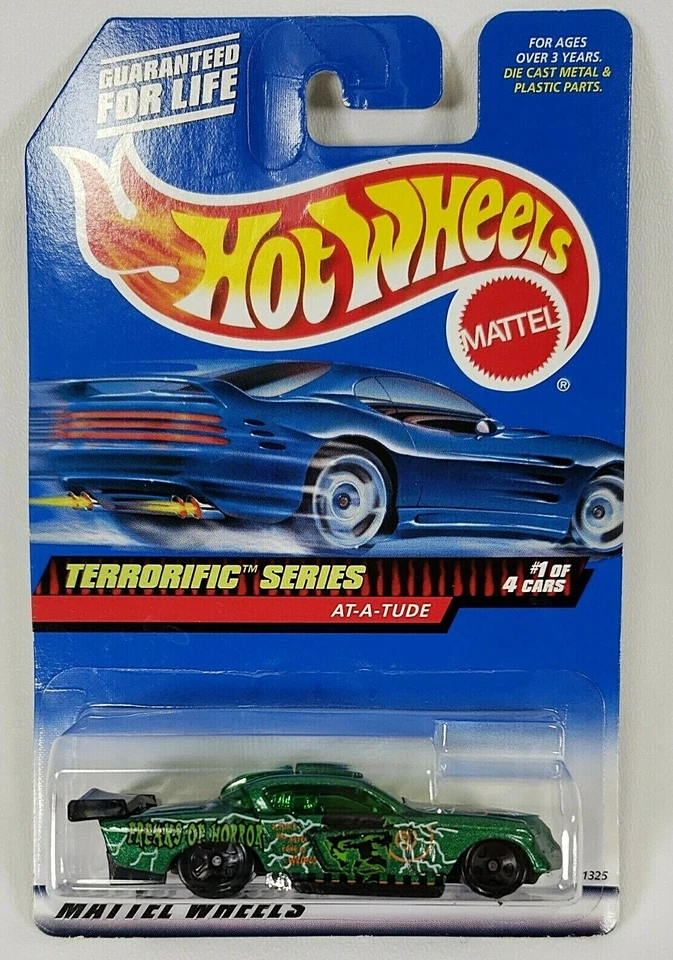 GUARANTEED
FOR LIFE
FOR AGES
OVER 3 YEARS.
DIE CAST METAL &
PLASTIC PARTS.
HOT WHEELS
MATTEL
®
TERRORIFIC™ SERIES
#1 OF
4 CARS
AT-A-TUDE
FREAKS OF HORROR
1325
MATTEL WHEELS